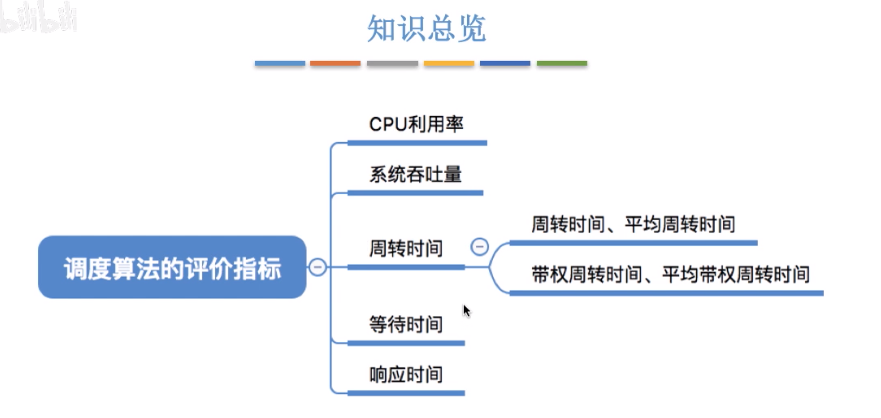 bilibili
知识总览
CPU利用率
系统吞吐量
周转时间
周转时间、平均周转时间
带权周转时间、平均带权周转时间
调度算法的评价指标
等待时间
响应时间